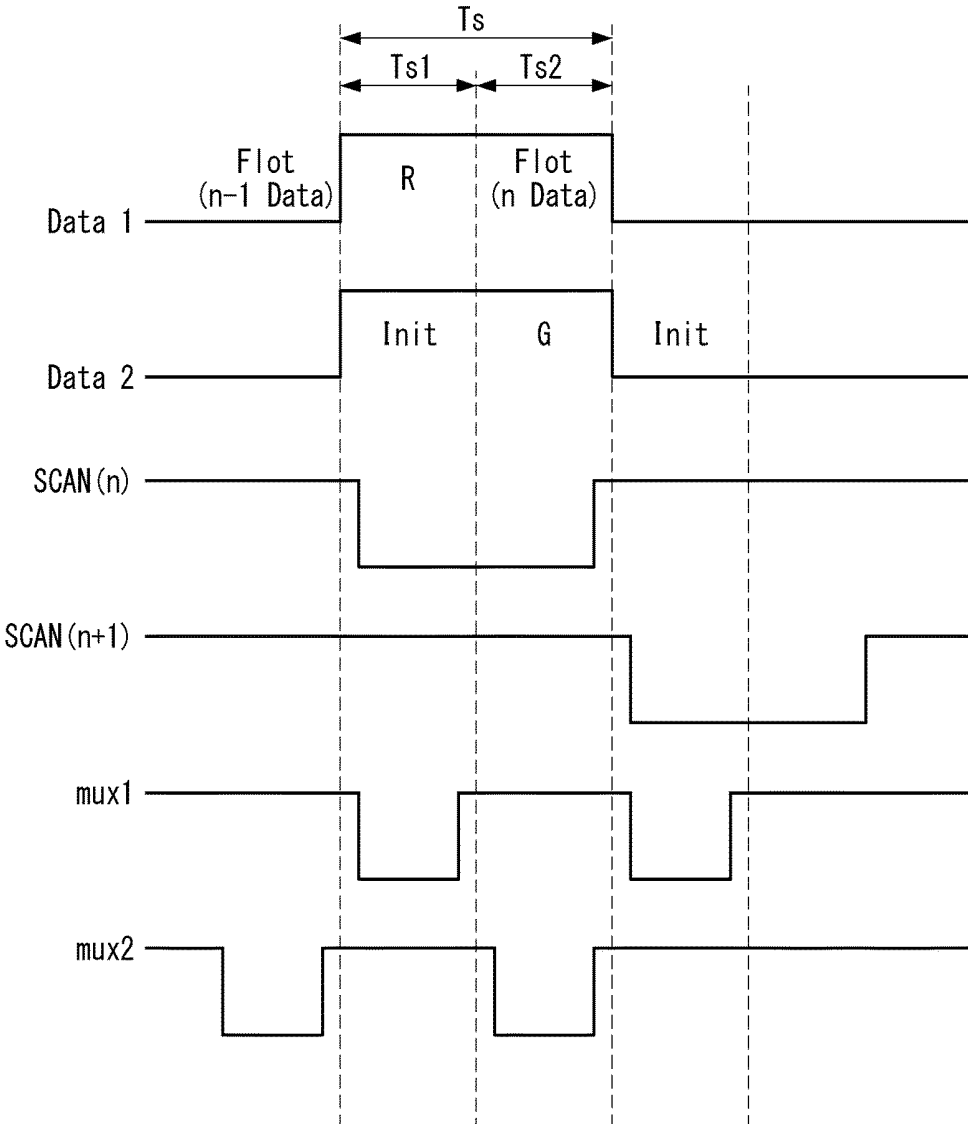 Ts
Ts1 Ts2
Flot
(n-1 Data)
R
Flot
(n Data)
Data 1
Init G Init
Data 2
SCAN(n)
SCAN(n+1)
mux1
mux2